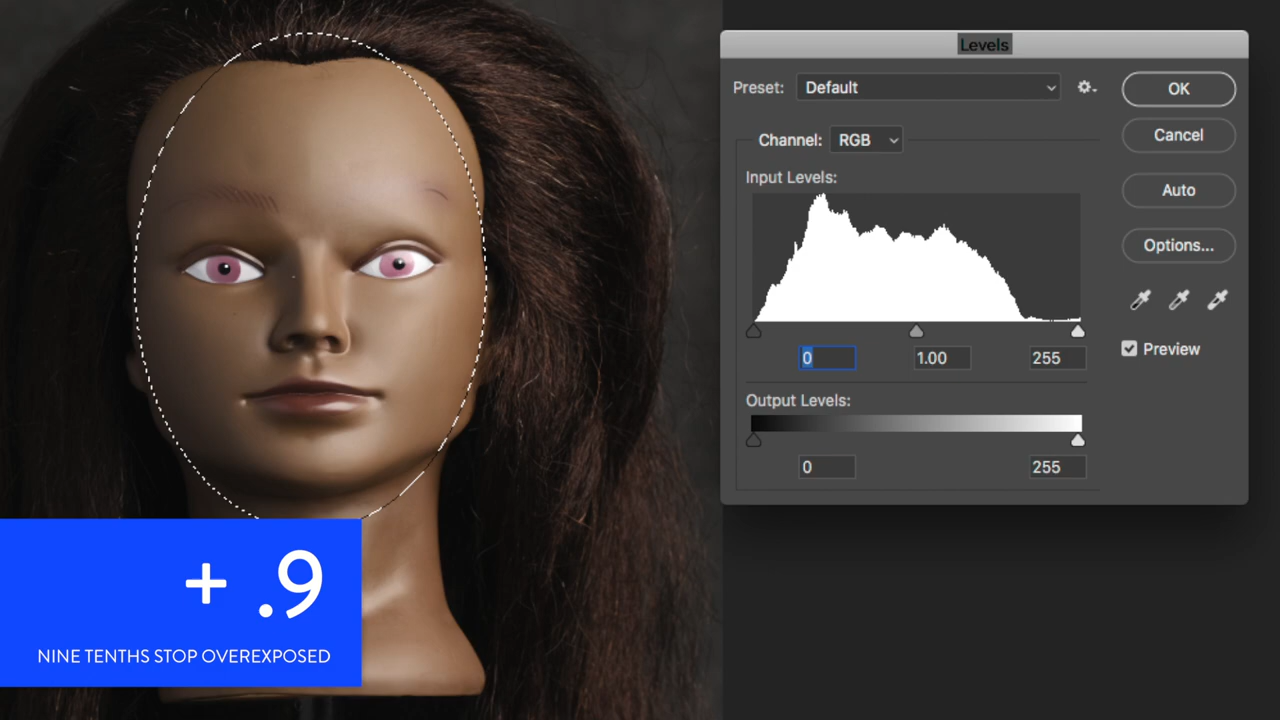 Levels
Preset: Default
OK
Channel: RGB
Cancel
Input Levels:
Auto
Options...
0 1.00 255
Preview
Output Levels:
0 255
+ .9
NINE TENTHS STOP OVEREXPOSED